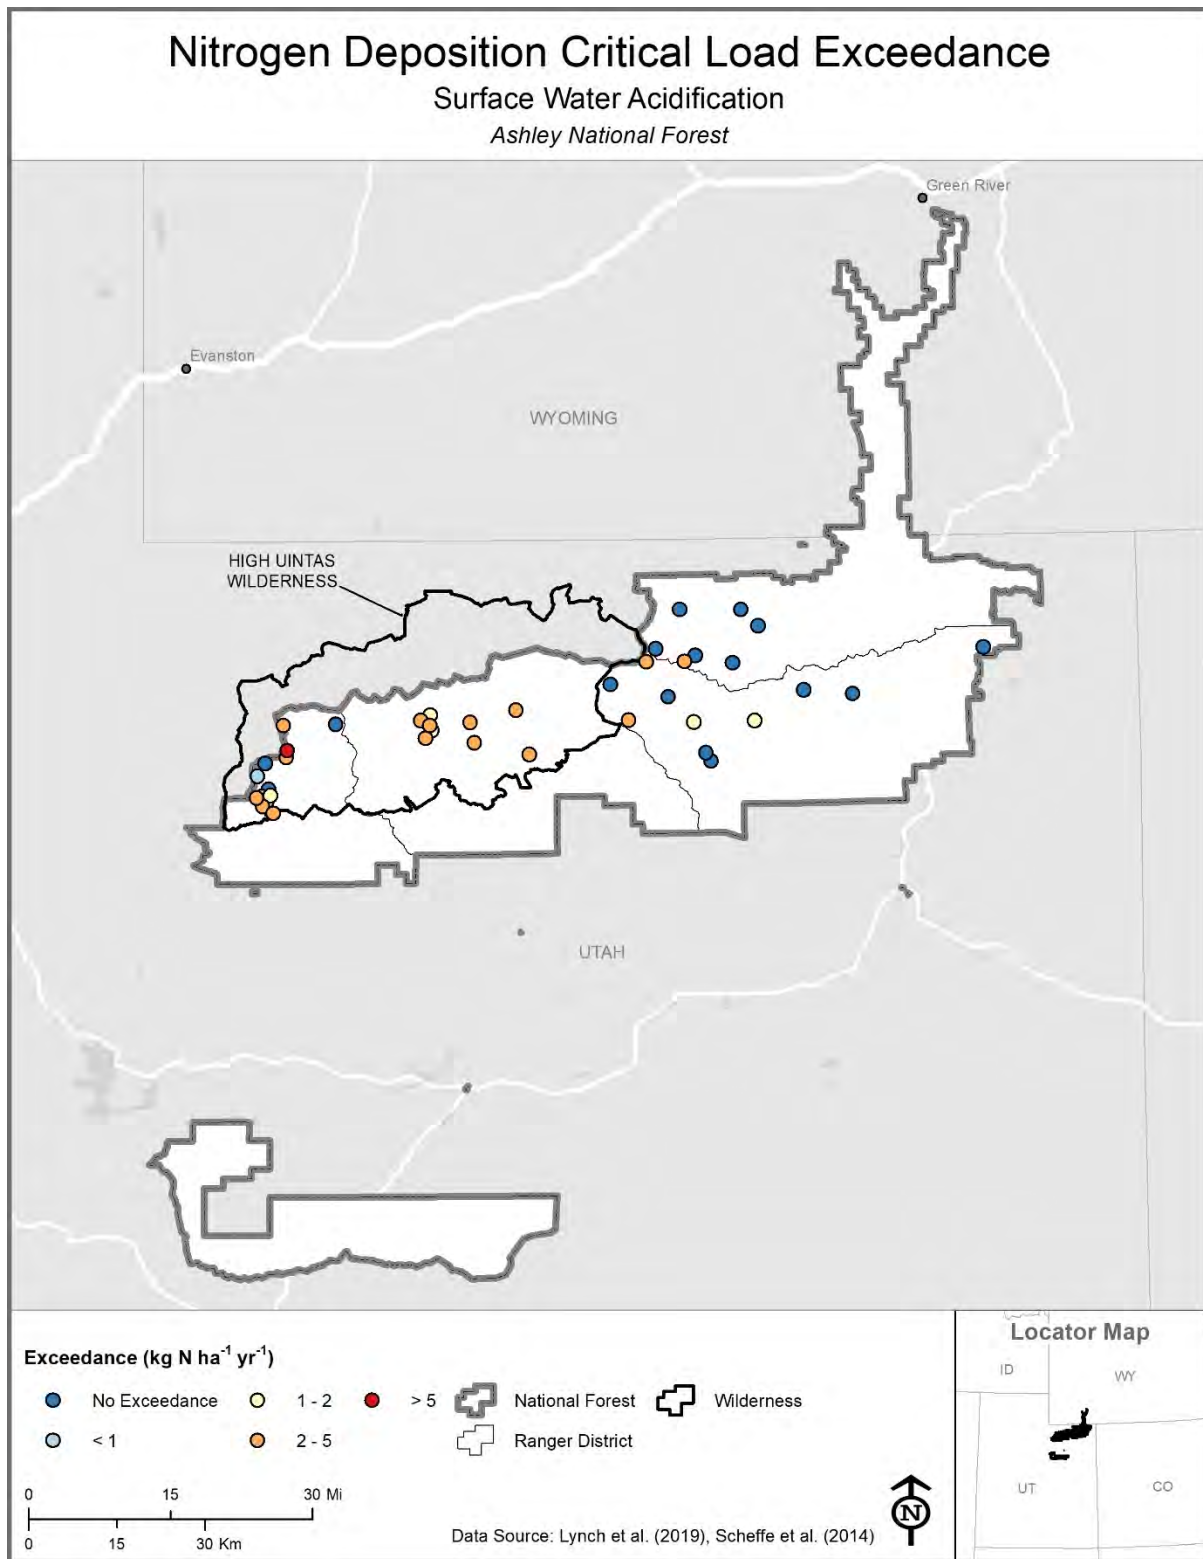 Nitrogen Deposition Critical Load Exceedance
Surface Water Acidification
Ashley National Forest
Green River
Evanston
WYOMING
HIGH UINTAS
WILDERNESS
UTAH
Exceedance (kg N ha⁻¹ yr⁻¹)
No Exceedance
1 - 2
> 5
National Forest
Wilderness
< 1
2 - 5
Ranger District
0 15 30 Mi
0 15 30 Km
Data Source: Lynch et al. (2019), Scheffe et al. (2014)
N
Locator Map
ID
WY
UT
CO